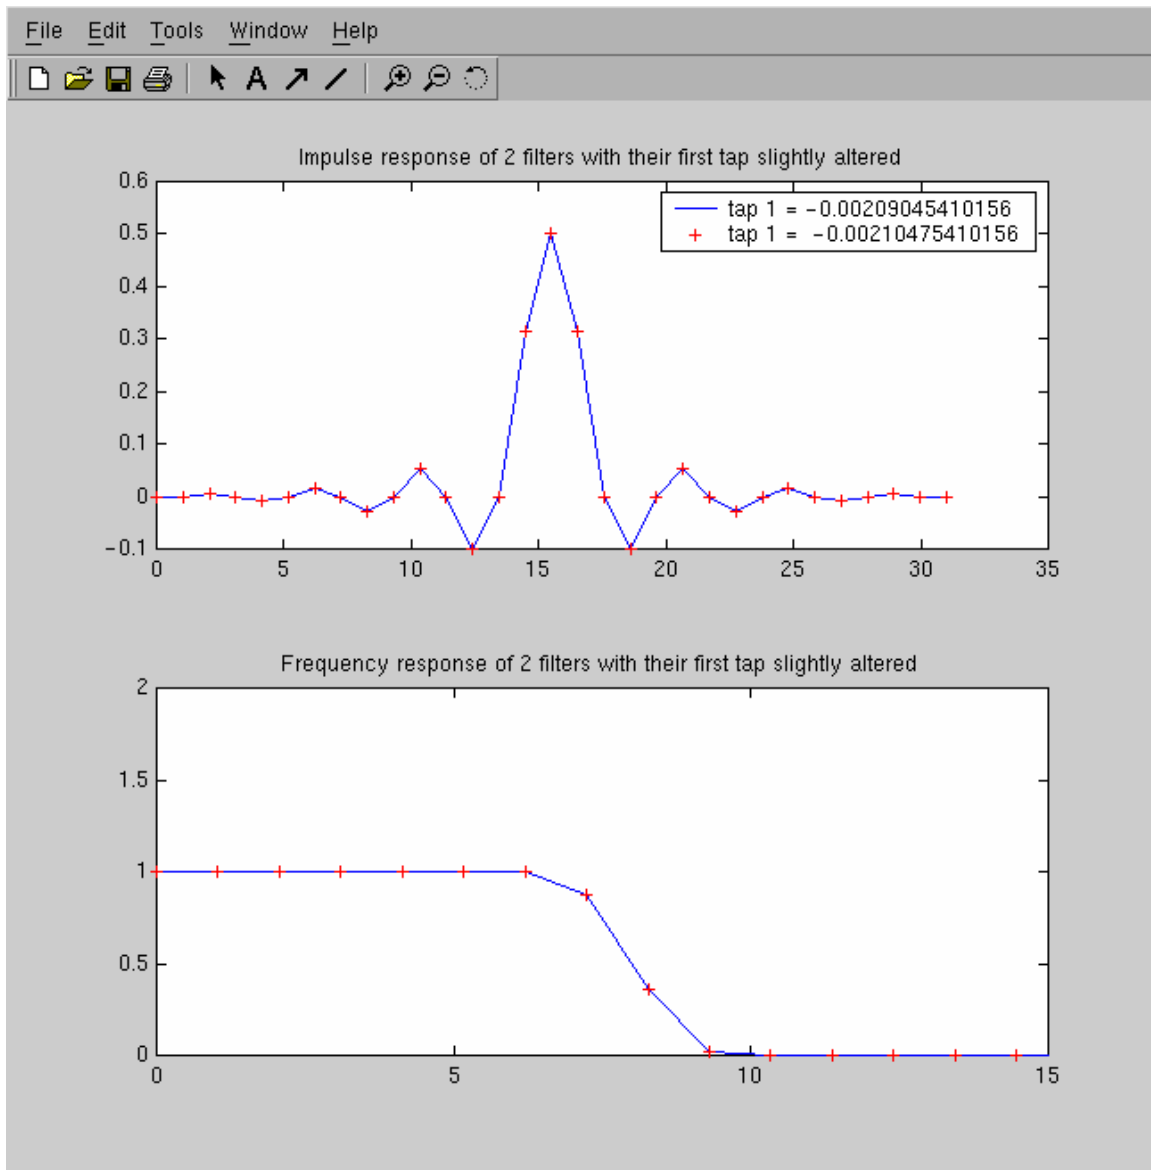 File Edit Tools Window Help
A
Impulse response of 2 filters with their first tap slightly altered
tap 1 = -0.00209045410156
tap 1 = -0.00210475410156
0.6
0.5
0.4
0.3
0.2
0.1
0
-0.1
0 5 10 15 20 25 30 35
Frequency response of 2 filters with their first tap slightly altered
2
1.5
1
0.5
0
0 5 10 15